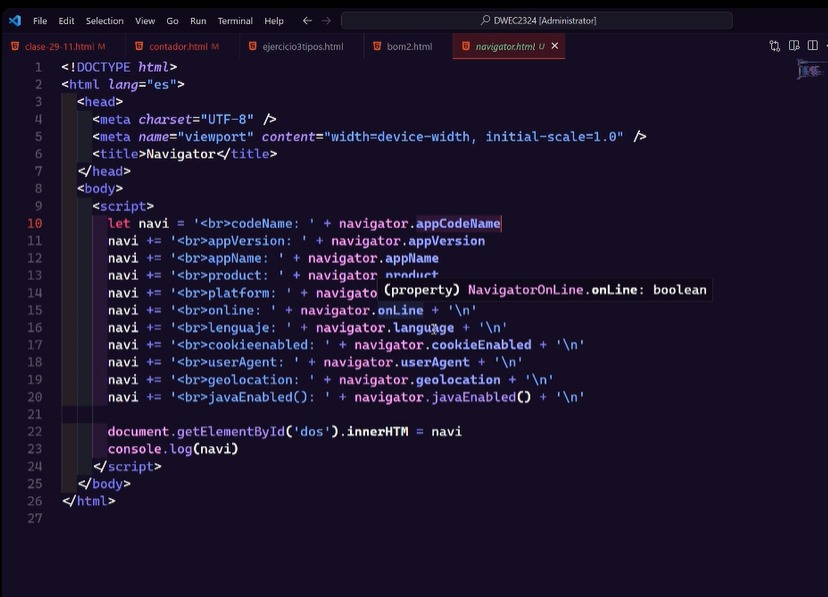 File Edit Selection View Go Run Terminal Help ← → DWEC2324 [Administrator]
clase-29-11.html M contador.html M ejercicio3tipos.html bom2.html navigator.html U ✕
1 <!DOCTYPE html>
2 <html lang="es">
3 <head>
4 <meta charset="UTF-8" />
5 <meta name="viewport" content="width=device-width, initial-scale=1.0" />
6 <title>Navigator</title>
7 </head>
8 <body>
9 <script>
10 let navi = '<br>codeName: ' + navigator.appCodeName
11 navi += '<br>appVersion: ' + navigator.appVersion
12 navi += '<br>appName: ' + navigator.appName
13 navi += '<br>product: ' + navigator.product
(property) NavigatorOnLine.onLine: boolean
14 navi += '<br>platform: ' + navigato
15 navi += '<br>online: ' + navigator.onLine + '\n'
16 navi += '<br>lenguaje: ' + navigator.language + '\n'
17 navi += '<br>cookieenabled: ' + navigator.cookieEnabled + '\n'
18 navi += '<br>userAgent: ' + navigator.userAgent + '\n'
19 navi += '<br>geolocation: ' + navigator.geolocation + '\n'
20 navi += '<br>javaEnabled(): ' + navigator.javaEnabled() + '\n'
21
22 document.getElementById('dos').innerHTM = navi
23 console.log(navi)
24 </script>
25 </body>
26 </html>
27